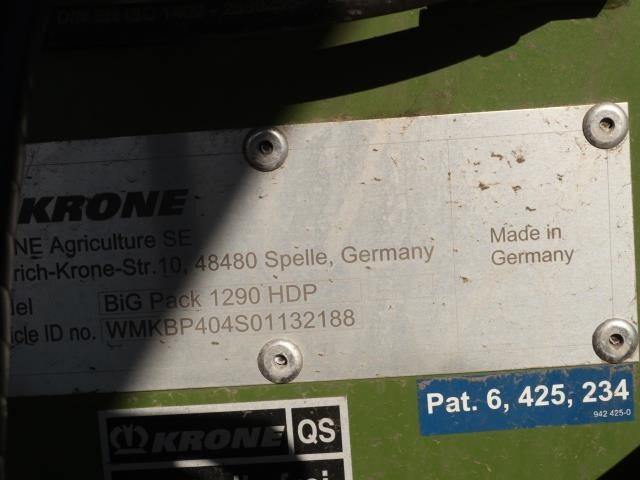 KRONE
NE Agriculture SE
rich-Krone-Str.10, 48480 Spelle, Germany
Made in
Germany
del BiG Pack 1290 HDP
icle ID no. WMKBP404S01132188
Pat. 6, 425, 234
942 425-0
KRONE QS